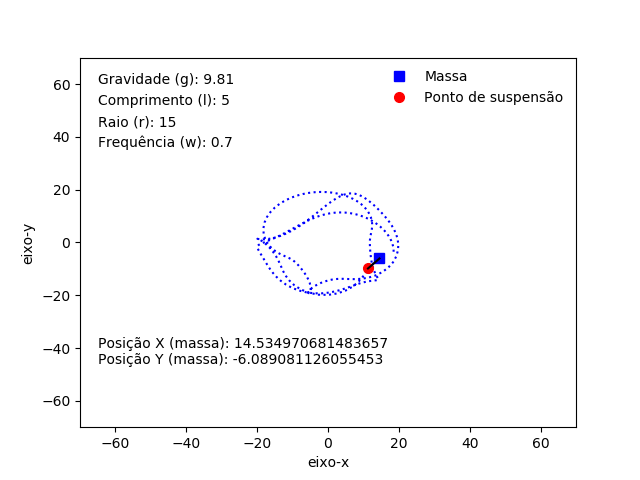 Gravidade (g): 9.81
Comprimento (l): 5
Raio (r): 15
Frequência (w): 0.7
Massa
Ponto de suspensão
60
40
20
0
−20
−40
−60
eixo-y
Posição X (massa): 14.534970681483657
Posição Y (massa): -6.089081126055453
−60
−40
−20
0
20
40
60
eixo-x